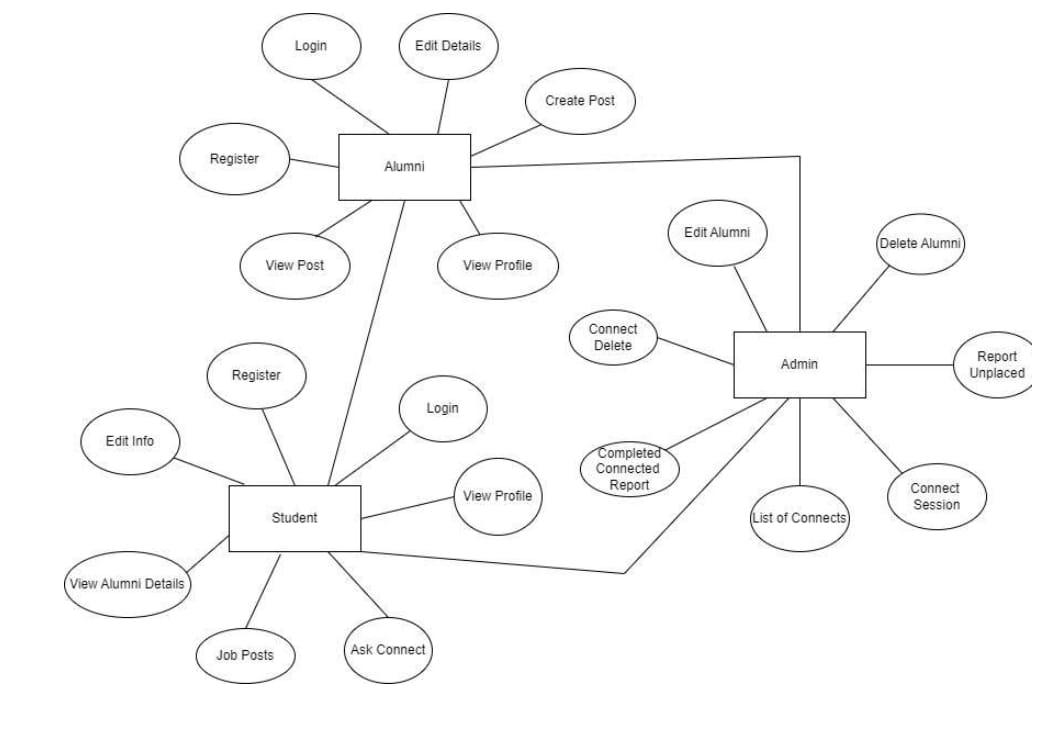 Login
Edit Details
Create Post
Register
Alumni
View Post
View Profile
Edit Alumni
Delete Alumni
Connect
Delete
Admin
Report
Unplaced
Register
Login
Edit Info
Completed
Connected
Report
View Profile
Connect
Session
List of Connects
Student
View Alumni Details
Job Posts
Ask Connect